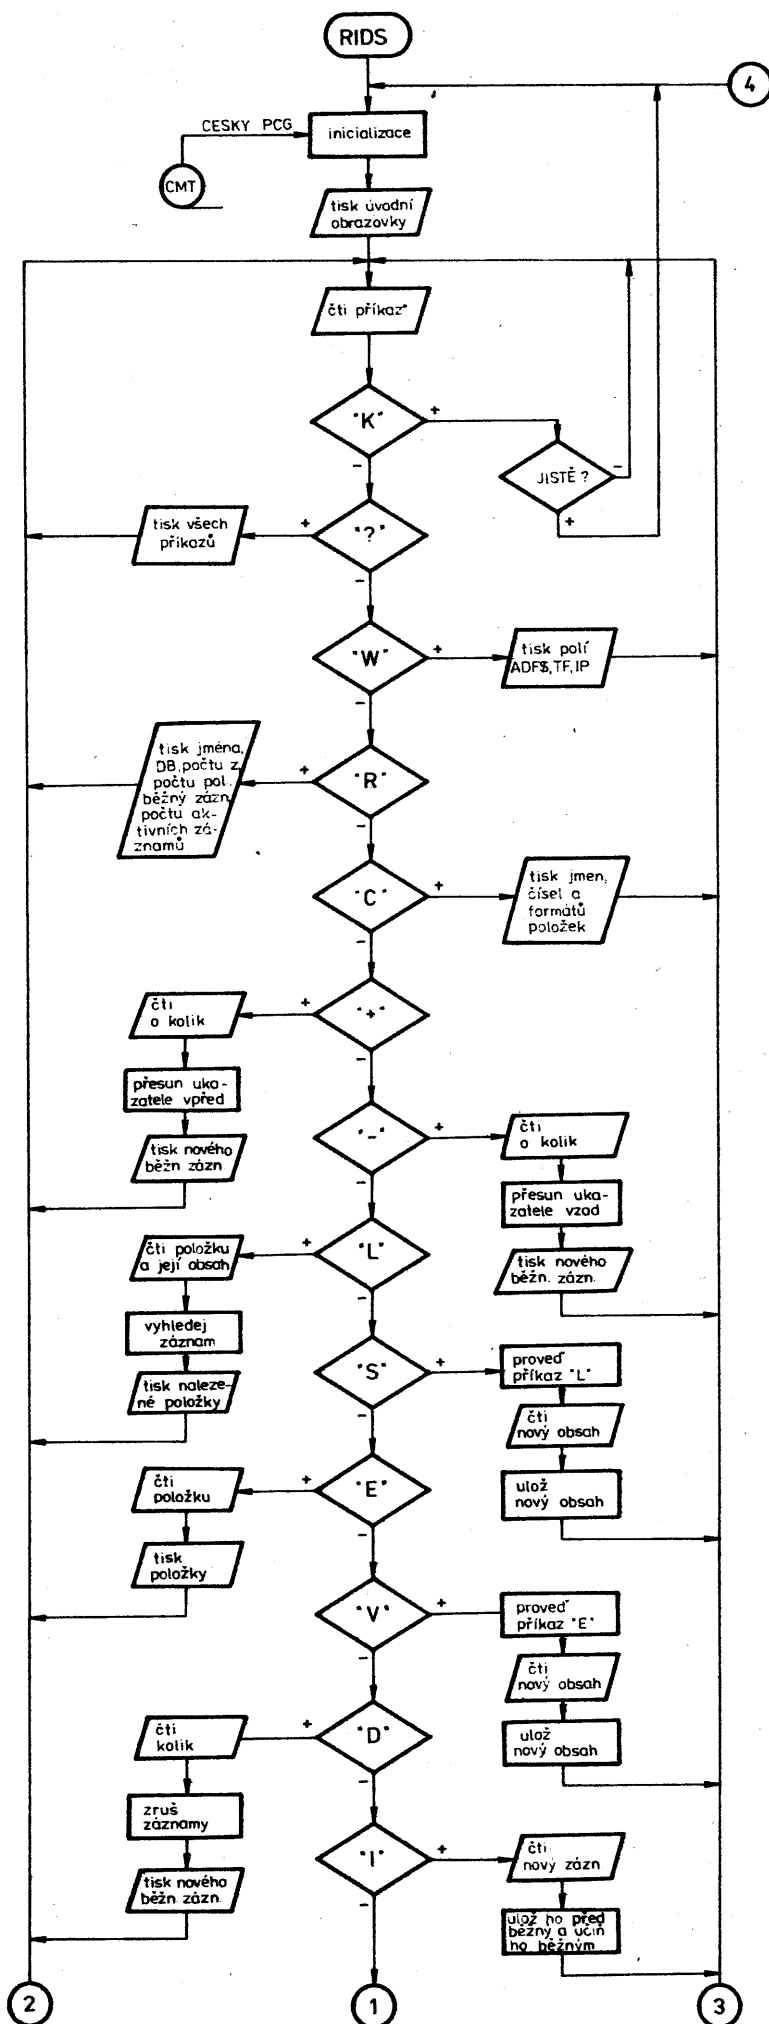 RIDS
4
CESKY PCG
inicializace
CMT
tisk úvodní
obrazovky
čti příkaz
"K"
+
-
JISTĚ?
-
+
tisk všech
příkazů
+
"?"
-
"W"
+
-
tisk polí
ADF$,TF,IP
tisk jména,
DB,počtu z
počtu pol.
běžný zázn,
počtu ak-
tivních zá-
znamů
+
"R"
-
"C"
+
-
tisk jmen,
čísel a
formátů
položek
čti
o kolik
+
"+"
-
přesun uka-
zatele vpřed
tisk nového
běžn zázn
"-"
+
-
čti
o kolik
přesun uka-
zatele vzad
tisk nového
běžn. zázn.
čti položku
a její obsah
+
"L"
-
vyhledej
záznam
tisk naleze-
né položky
"S"
+
-
proveď
příkaz "L"
čti
nový obsah
ulož
nový obsah
čti
položku
+
"E"
-
tisk
položky
"V"
+
-
proveď
příkaz "E"
čti
nový obsah
ulož
nový obsah
čti
kolik
+
"D"
-
zruš
záznamy
tisk nového
běžn. zázn.
"I"
+
-
čti
nový zázn
ulož ho před
běžný a učiň
ho běžným
2
1
3